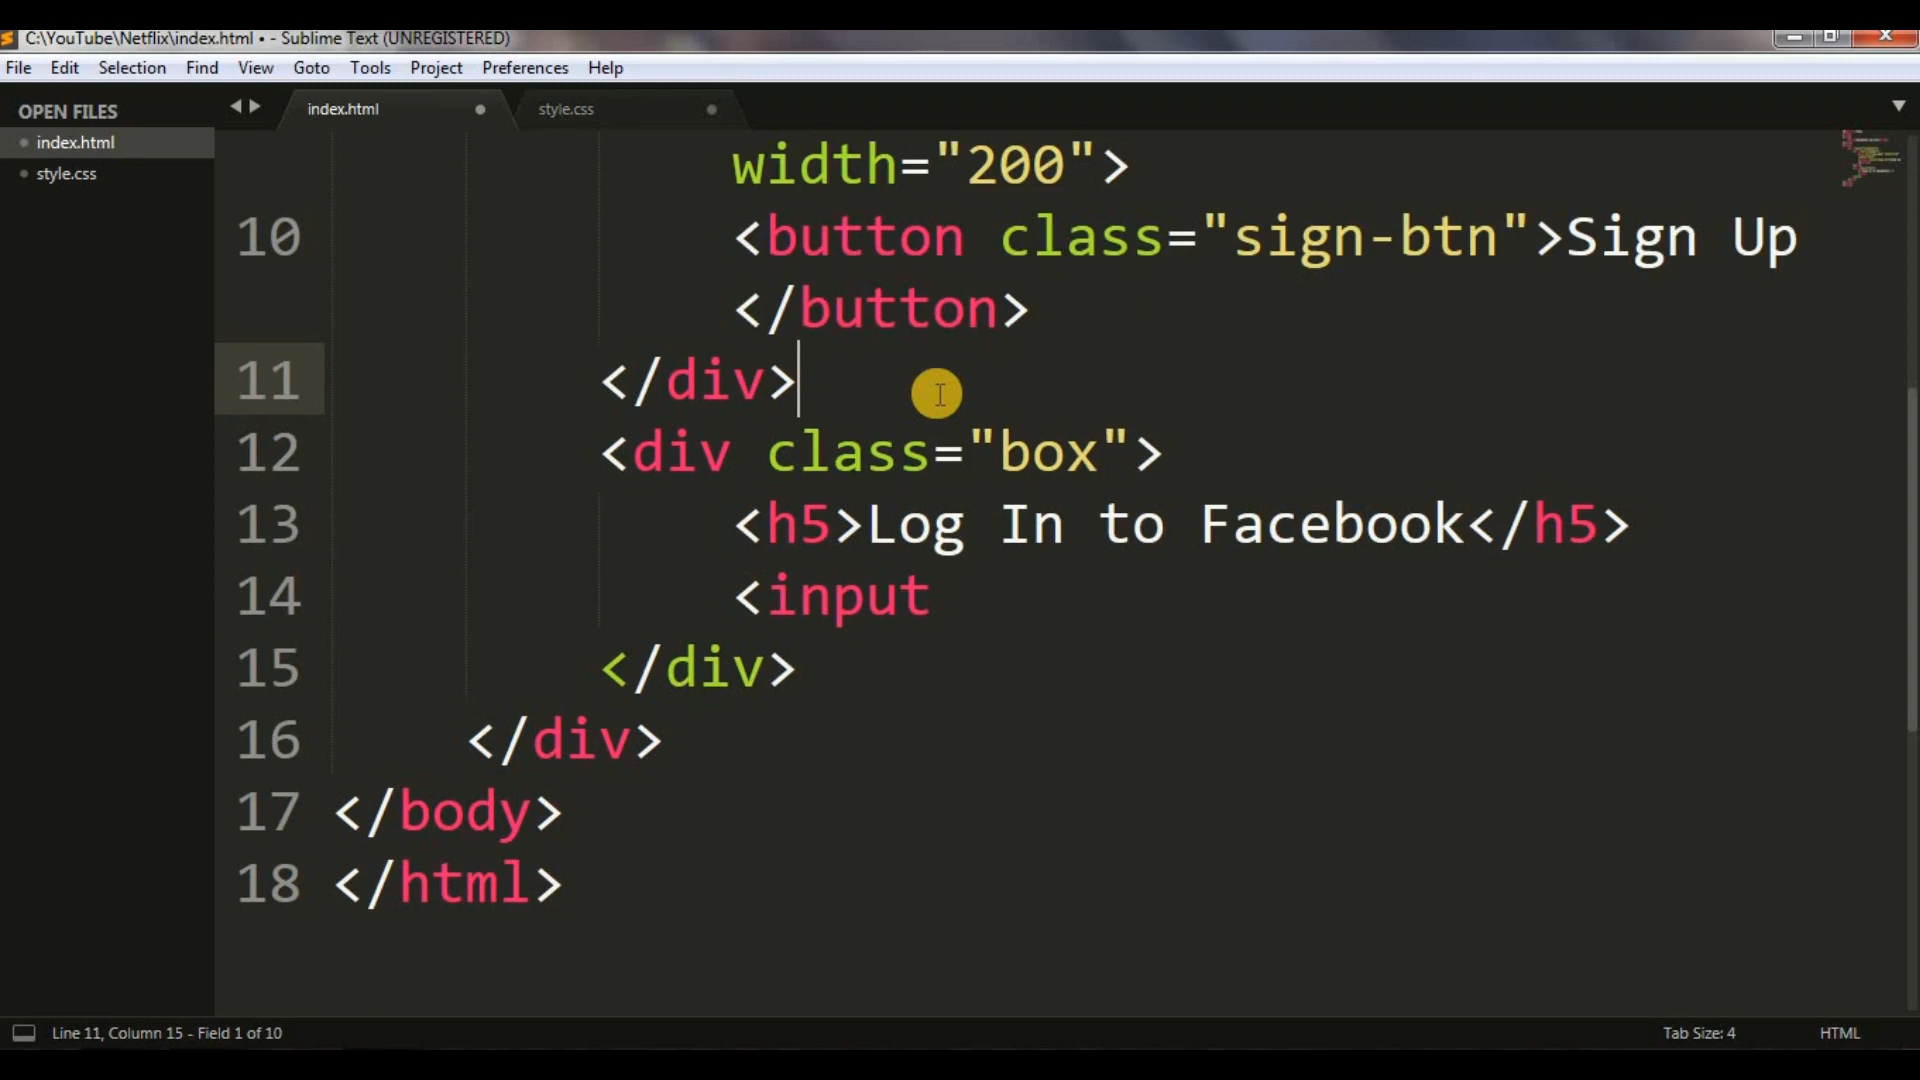 C:\YouTube\Netflix\index.html • - Sublime Text (UNREGISTERED)
File Edit Selection Find View Goto Tools Project Preferences Help
OPEN FILES
index.html
style.css
index.html style.css
width="200">
10 <button class="sign-btn">Sign Up
</button>
11 </div>
12 <div class="box">
13 <h5>Log In to Facebook</h5>
14 <input
15 </div>
16 </div>
17 </body>
18 </html>
Line 11, Column 15 - Field 1 of 10 Tab Size: 4 HTML